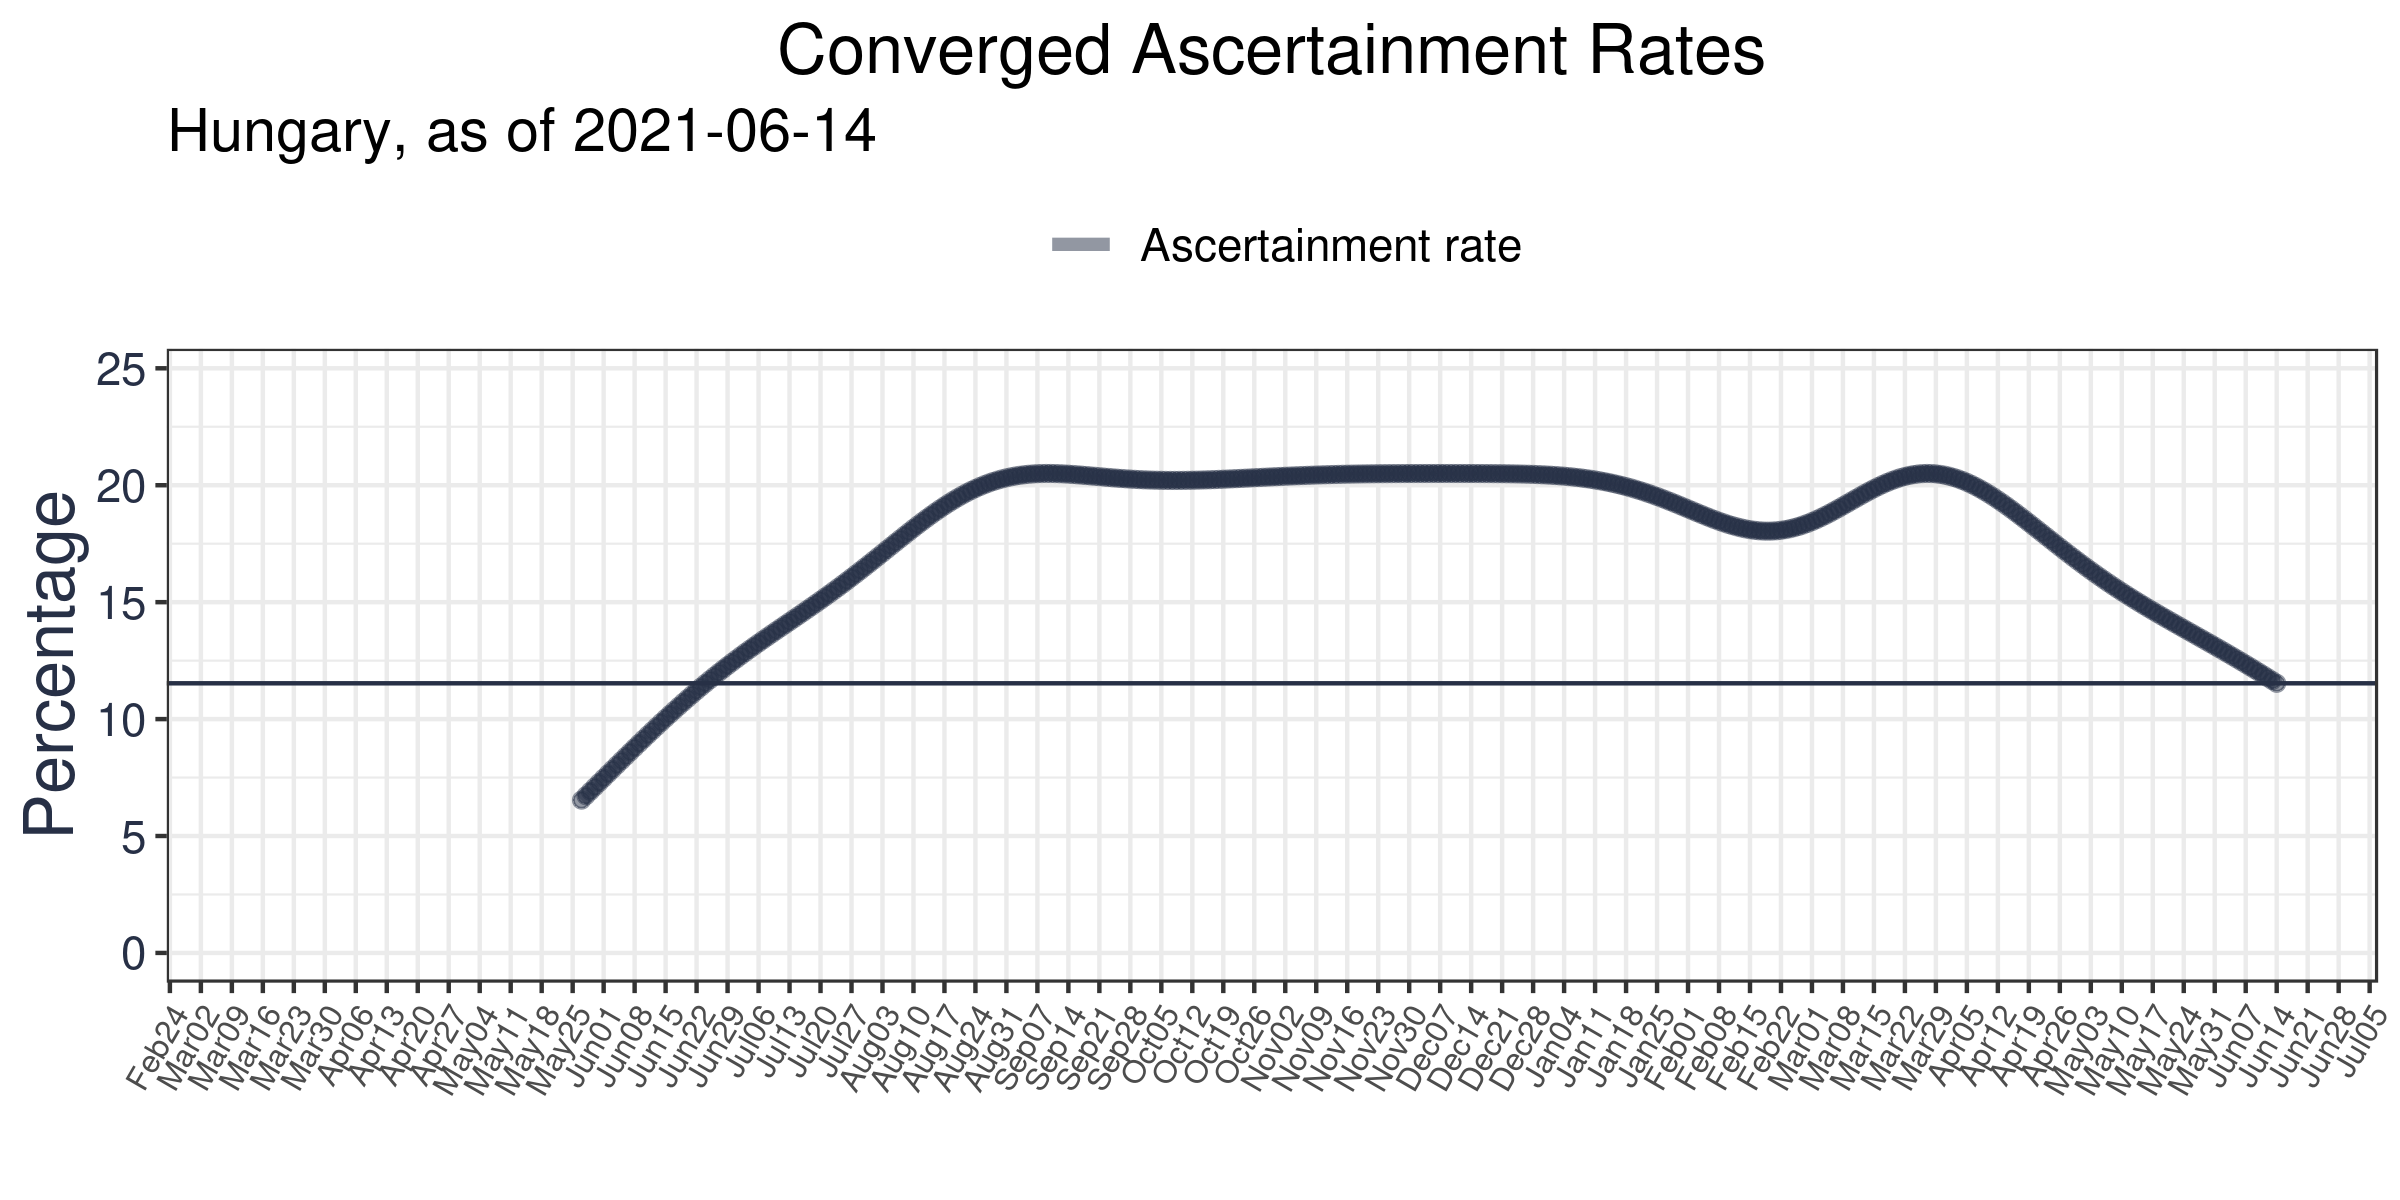 Converged Ascertainment Rates
Hungary, as of 2021-06-14
Ascertainment rate
Percentage
25
20
15
10
5
0
Feb24
Mar02
Mar09
Mar16
Mar23
Mar30
Apr06
Apr13
Apr20
Apr27
May04
May11
May18
May25
Jun01
Jun08
Jun15
Jun22
Jun29
Jul06
Jul13
Jul20
Jul27
Aug03
Aug10
Aug17
Aug24
Aug31
Sep07
Sep14
Sep21
Sep28
Oct05
Oct12
Oct19
Oct26
Nov02
Nov09
Nov16
Nov23
Nov30
Dec07
Dec14
Dec21
Dec28
Jan04
Jan11
Jan18
Jan25
Feb01
Feb08
Feb15
Feb22
Mar01
Mar08
Mar15
Mar22
Mar29
Apr05
Apr12
Apr19
Apr26
May03
May10
May17
May24
May31
Jun07
Jun14
Jun21
Jun28
Jul05